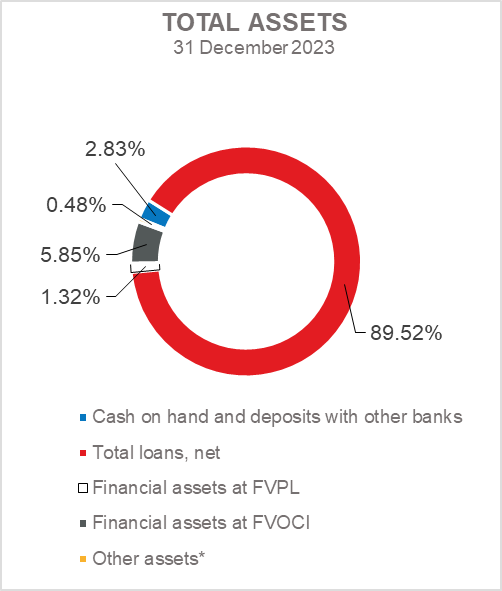 TOTAL ASSETS
31 December 2023
2.83%
0.48%
5.85%
1.32%
89.52%
Cash on hand and deposits with other banks
Total loans, net
Financial assets at FVPL
Financial assets at FVOCI
Other assets*